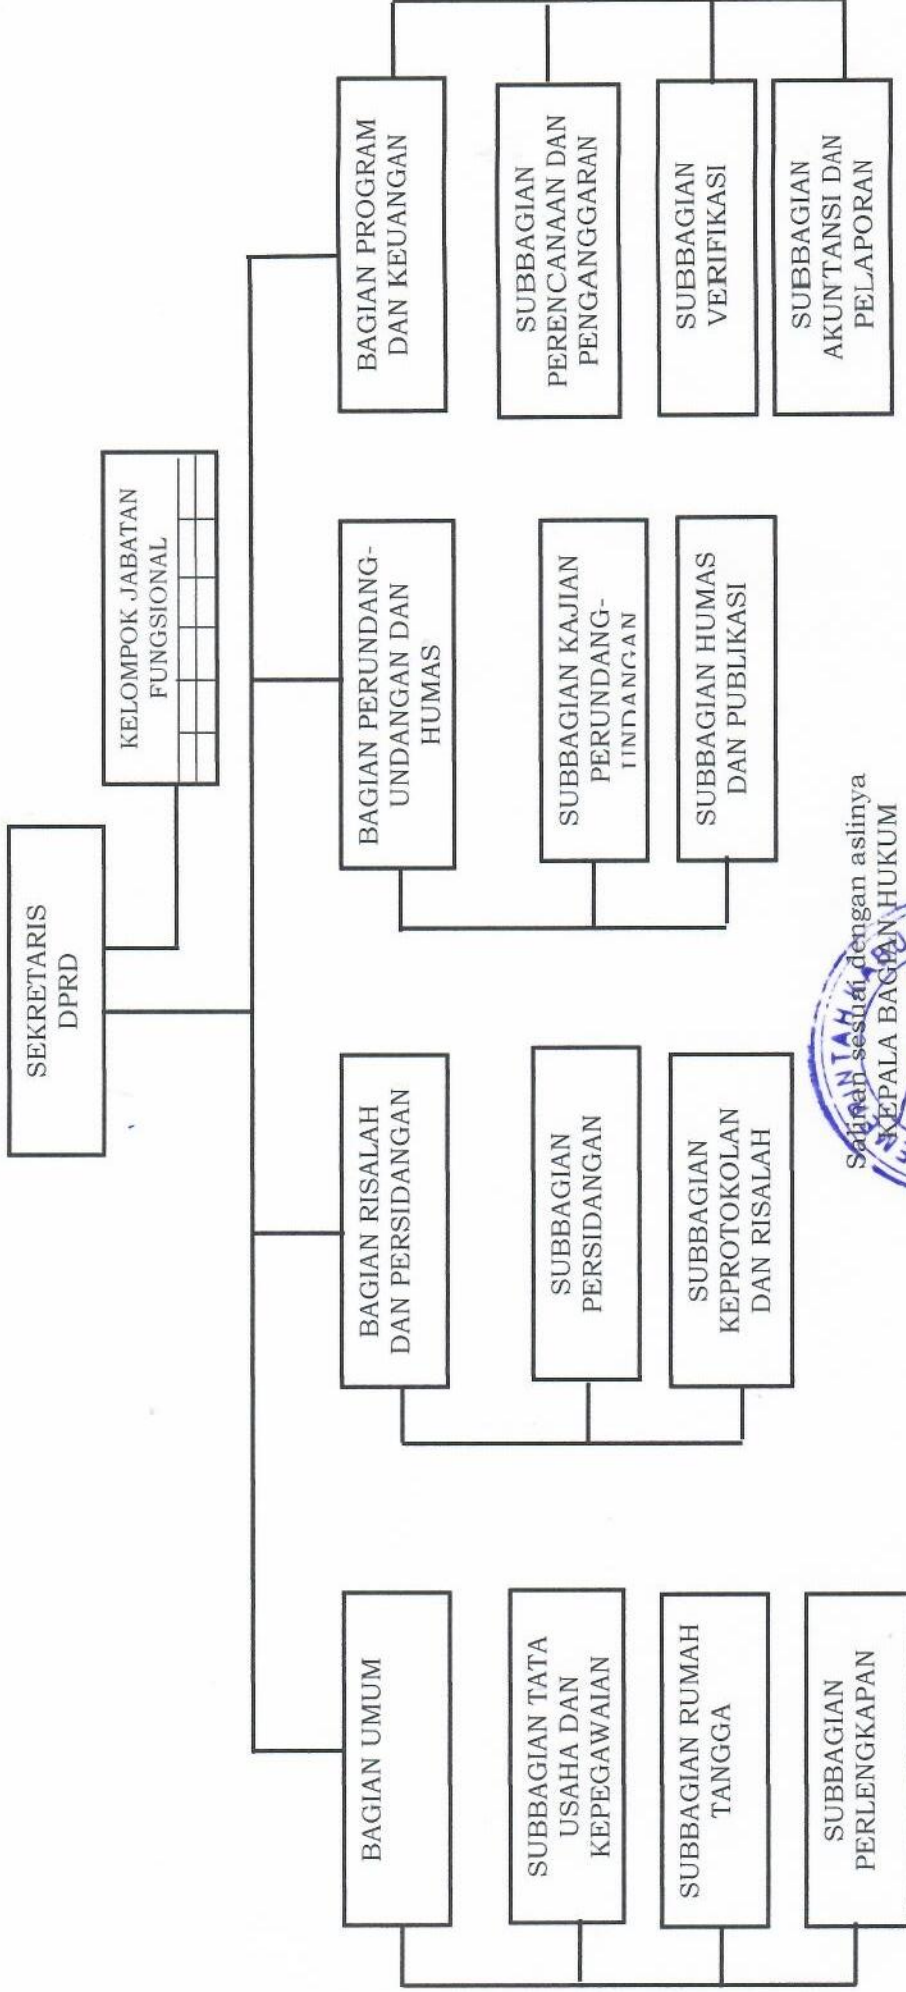 SEKRETARIS
DPRD
KELOMPOK JABATAN
FUNGSIONAL
BAGIAN UMUM
SUBBAGIAN TATA
USAHA DAN
KEPEGAWAIAN
SUBBAGIAN RUMAH
TANGGA
SUBBAGIAN
PERLENGKAPAN
BAGIAN RISALAH
DAN PERSIDANGAN
SUBBAGIAN
PERSIDANGAN
SUBBAGIAN
KEPROTOKOLAN
DAN RISALAH
BAGIAN PERUNDANG-
UNDANGAN DAN
HUMAS
SUBBAGIAN KAJIAN
PERUNDANG-
UNDANGAN
SUBBAGIAN HUMAS
DAN PUBLIKASI
BAGIAN PROGRAM
DAN KEUANGAN
SUBBAGIAN
PERENCANAAN DAN
PENGANGGARAN
SUBBAGIAN
VERIFIKASI
SUBBAGIAN
AKUNTANSI DAN
PELAPORAN
Salinan sesuai dengan aslinya
KEPALA BAGIAN HUKUM